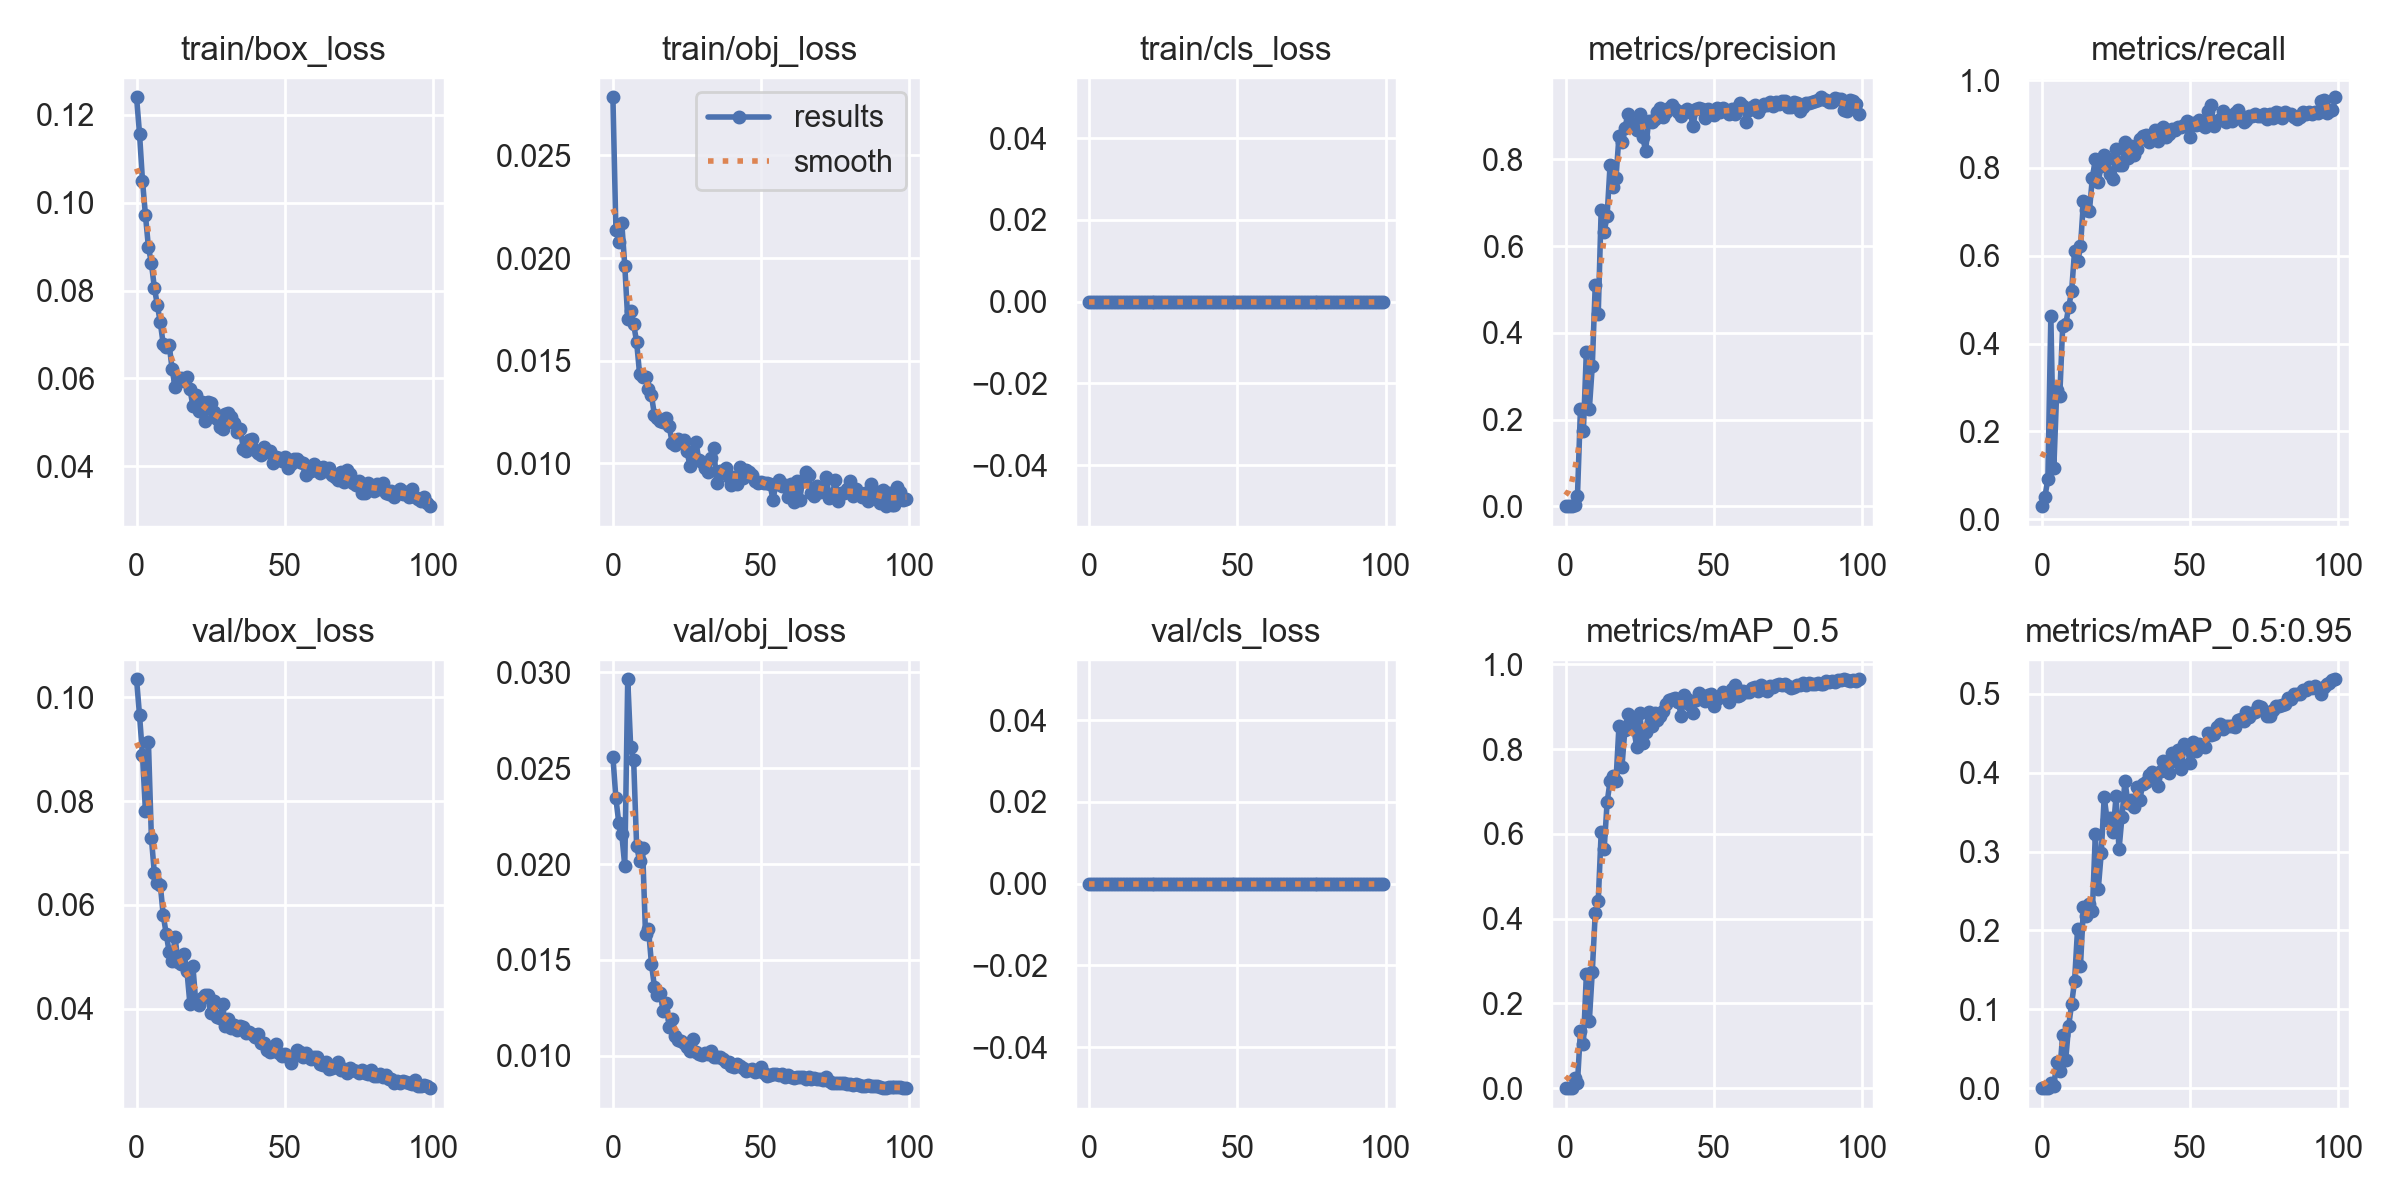 train/box_loss
0.12
0.10
0.08
0.06
0.04
0 50 100
train/obj_loss
results
smooth
0.025
0.020
0.015
0.010
0 50 100
train/cls_loss
0.04
0.02
0.00
−0.02
−0.04
0 50 100
metrics/precision
0.8
0.6
0.4
0.2
0.0
0 50 100
metrics/recall
1.0
0.8
0.6
0.4
0.2
0.0
0 50 100
val/box_loss
0.10
0.08
0.06
0.04
0 50 100
val/obj_loss
0.030
0.025
0.020
0.015
0.010
0 50 100
val/cls_loss
0.04
0.02
0.00
−0.02
−0.04
0 50 100
metrics/mAP_0.5
1.0
0.8
0.6
0.4
0.2
0.0
0 50 100
metrics/mAP_0.5:0.95
0.5
0.4
0.3
0.2
0.1
0.0
0 50 100